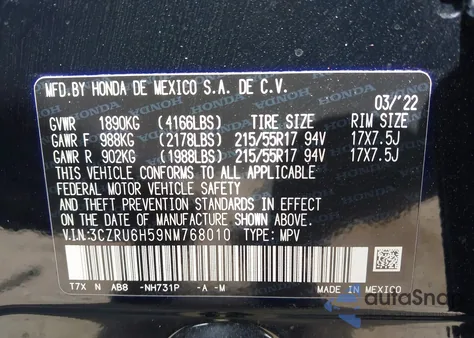 MFD.BY HONDA DE MEXICO S.A. DE C.V.
03/'22
GVWR 1890KG (4166LBS) TIRE SIZE RIM SIZE
GAWR F 988KG (2178LBS) 215/55R17 94V 17X7.5J
GAWR R 902KG (1988LBS) 215/55R17 94V 17X7.5J
THIS VEHICLE CONFORMS TO ALL APPLICABLE
FEDERAL MOTOR VEHICLE SAFETY
AND THEFT PREVENTION STANDARDS IN EFFECT
ON THE DATE OF MANUFACTURE SHOWN ABOVE.
V.I.N:3CZRU6H59NM768010 TYPE: MPV
T7X N AB8 -NH731P -A -M
MADE IN MEXICO
autoSnap